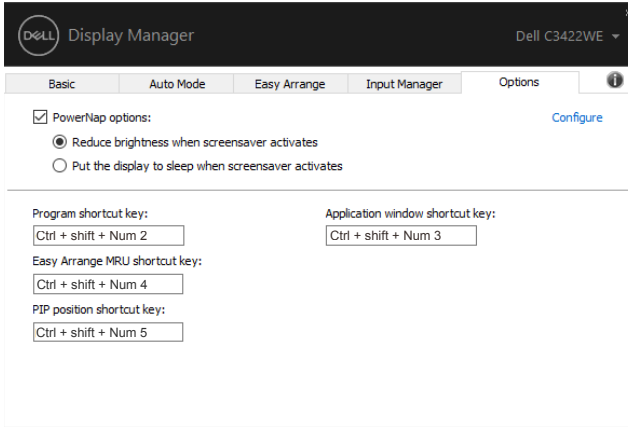 DELL Display Manager
Dell C3422WE
Basic Auto Mode Easy Arrange Input Manager Options
PowerNap options:
Configure
Reduce brightness when screensaver activates
Put the display to sleep when screensaver activates
Program shortcut key:
Application window shortcut key:
Ctrl + shift + Num 2
Ctrl + shift + Num 3
Easy Arrange MRU shortcut key:
Ctrl + shift + Num 4
PIP position shortcut key:
Ctrl + shift + Num 5